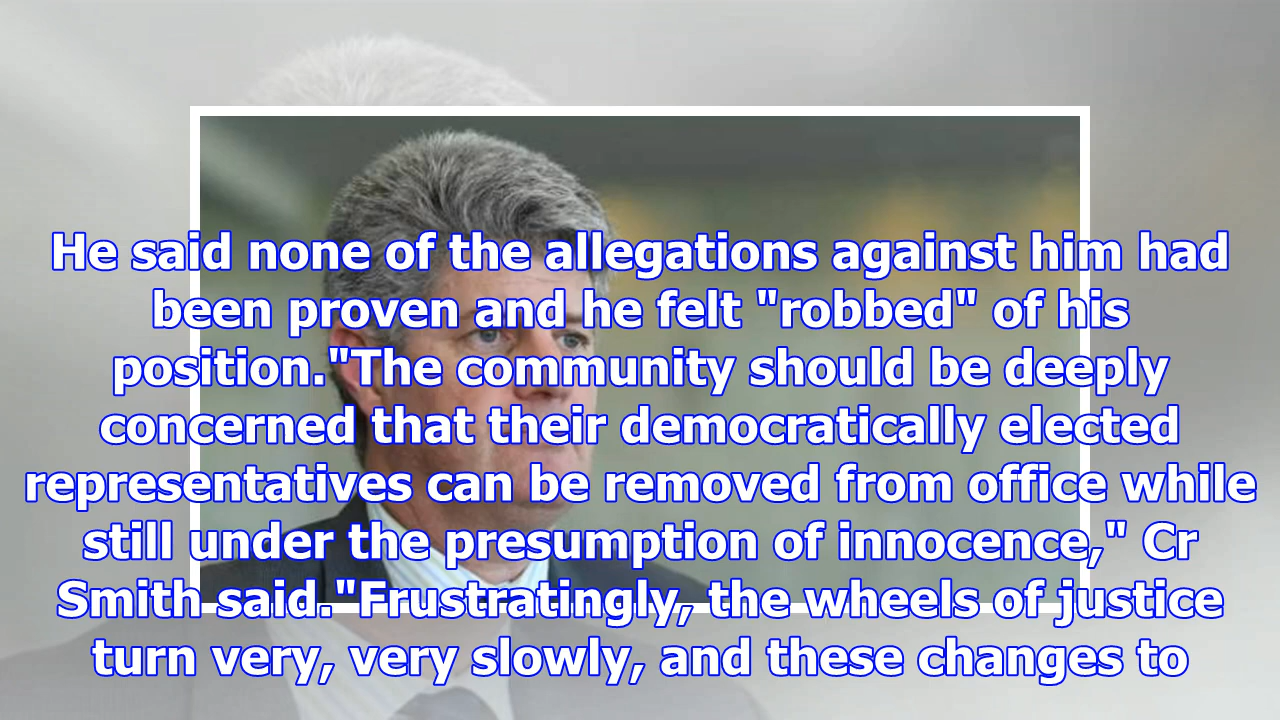 He said none of the allegations against him had
been proven and he felt "robbed" of his
position."The community should be deeply
concerned that their democratically elected
representatives can be removed from office while
still under the presumption of innocence," Cr
Smith said."Frustratingly, the wheels of justice
turn very, very slowly, and these changes to